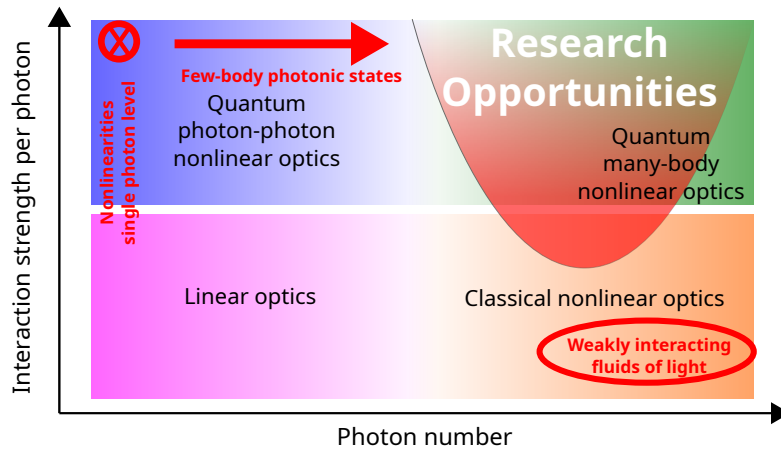 Research
Opportunities
Few-body photonic states
Quantum
photon-photon
nonlinear optics
Nonlinearities
single photon level
Quantum
many-body
nonlinear optics
Linear optics
Classical nonlinear optics
Weakly interacting
fluids of light
Interaction strength per photon
Photon number